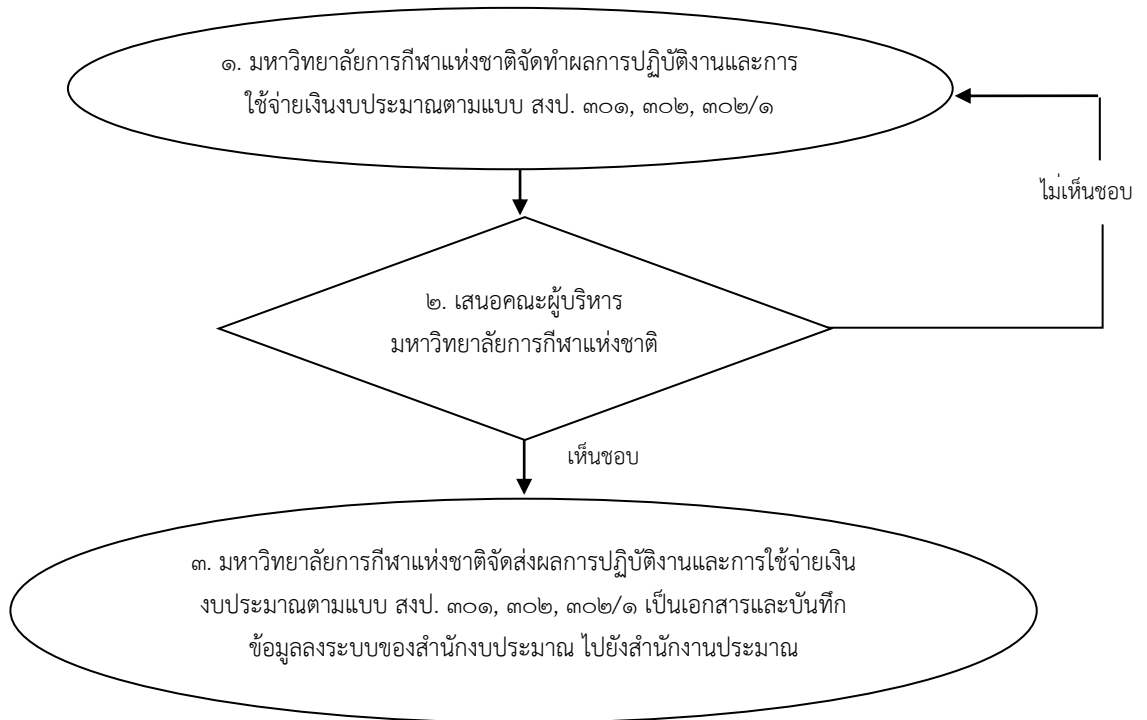 ๑. มหาวิทยาลัยการกีฬาแห่งชาติจัดทำผลการปฏิบัติงานและการ
ใช้จ่ายเงินงบประมาณตามแบบ สงป. ๓๐๑, ๓๐๒, ๓๐๒/๑
ไม่เห็นชอบ
๒. เสนอคณะผู้บริหาร
มหาวิทยาลัยการกีฬาแห่งชาติ
เห็นชอบ
๓. มหาวิทยาลัยการกีฬาแห่งชาติจัดส่งผลการปฏิบัติงานและการใช้จ่ายเงิน
งบประมาณตามแบบ สงป. ๓๐๑, ๓๐๒, ๓๐๒/๑ เป็นเอกสารและบันทึก
ข้อมูลลงระบบของสำนักงบประมาณ ไปยังสำนักงานประมาณ